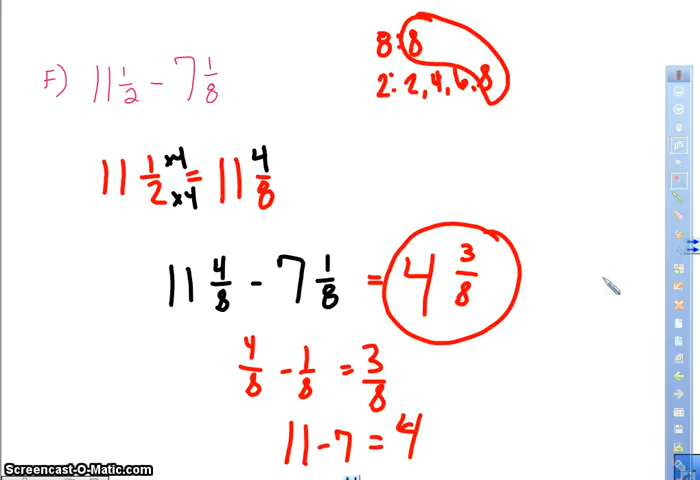 8: 8
2: 2, 4, 6, 8
F) 11 1/2 - 7 1/8
11 1/2 ×4 ×4 = 11 4/8
11 4/8 - 7 1/8 = 4 3/8
4/8 - 1/8 = 3/8
11 - 7 = 4
Screencast-O-Matic.com